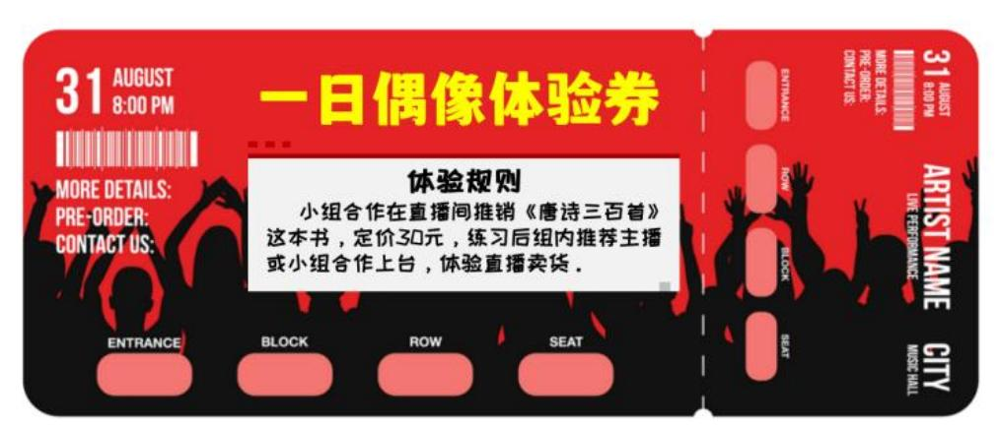 31 AUGUST
8:00 PM
MORE DETAILS:
PRE-ORDER:
CONTACT US:
一日偶像体验券
体验规则
小组合作在直播间推销《唐诗三百首》
这本书，定价30元，练习后组内推荐主播
或小组合作上台，体验直播卖货．
ENTRANCE
BLOCK
ROW
SEAT
ENTRANCE
ROW
BLOCK
SEAT
31 AUGUST
8:00 PM
MORE DETAILS:
PRE-ORDER:
CONTACT US:
ARTIST NAME
LIVE PERFORMANCE
CITY
MUSIC HALL